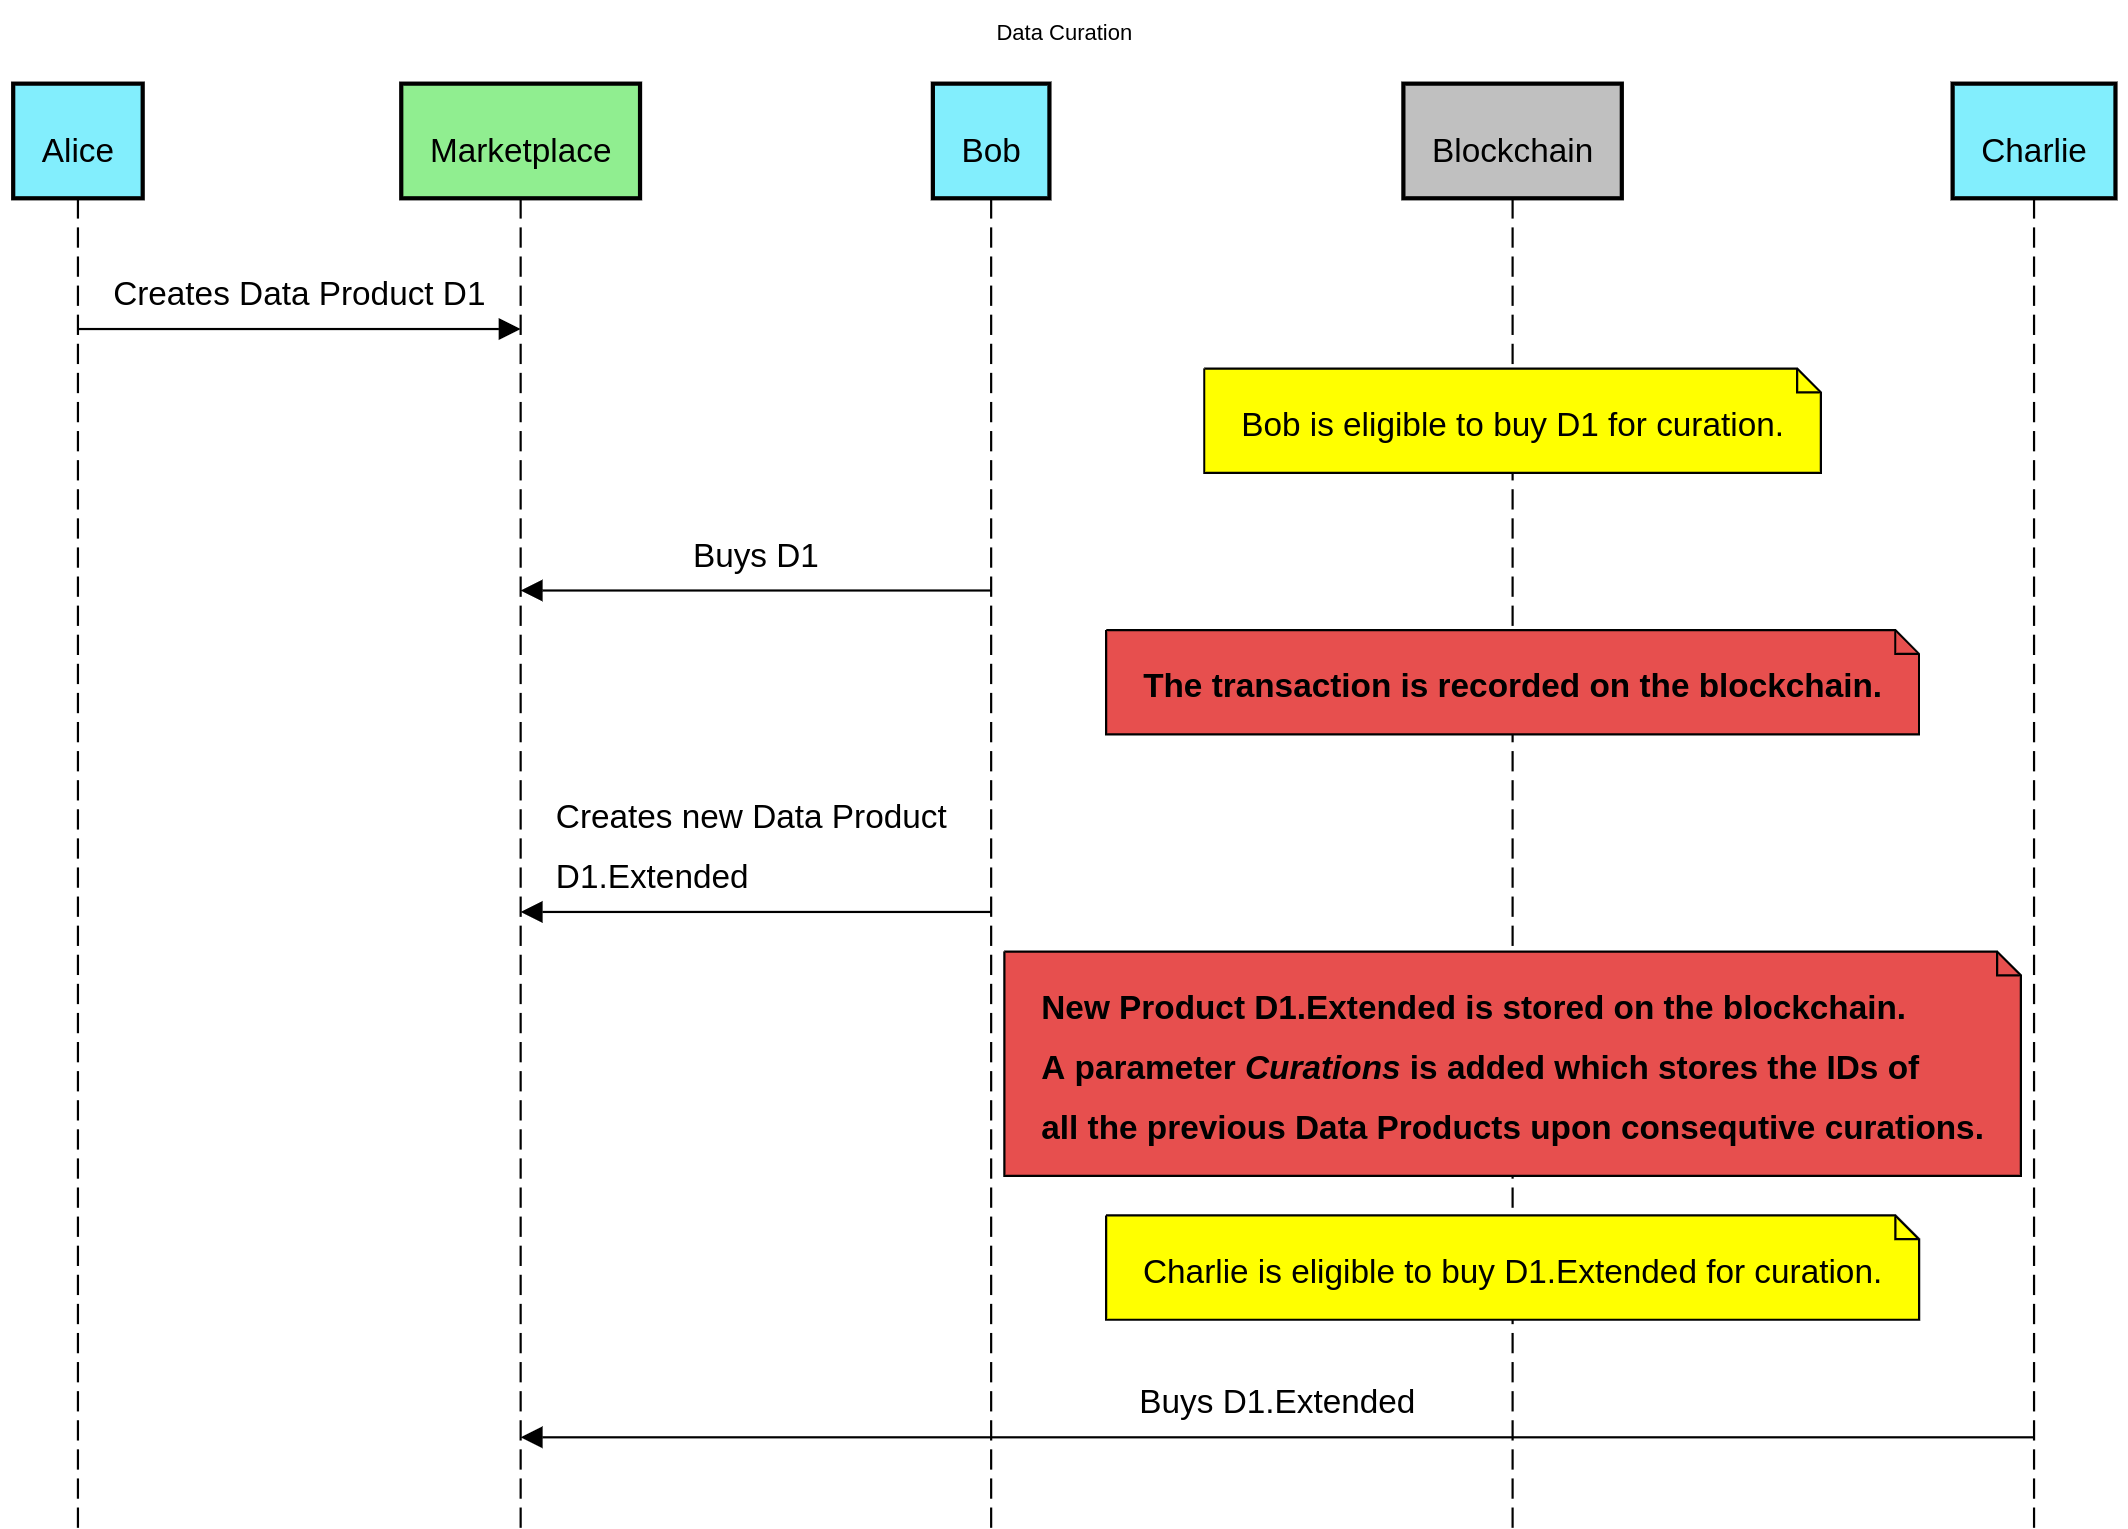 Data Curation
Alice
Marketplace
Bob
Blockchain
Charlie
Creates Data Product D1
Bob is eligible to buy D1 for curation.
Buys D1
The transaction is recorded on the blockchain.
Creates new Data Product
D1.Extended
New Product D1.Extended is stored on the blockchain.
A parameter Curations is added which stores the IDs of
all the previous Data Products upon consequtive curations.
Charlie is eligible to buy D1.Extended for curation.
Buys D1.Extended